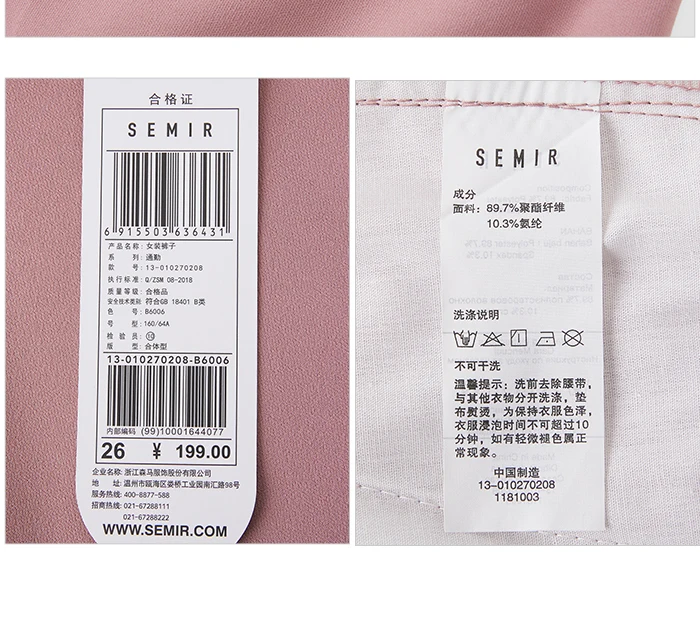 合格证
SEMIR
6 915503 636431
产品名称: 女装裤子
系 列: 通勤
款 号: 13-010270208
执行标准: Q/ZSM 08-2018
质量等级: 合格品
安全技术类别: 符合GB 18401 B类
色 号: B6006
号 型: 160/64A
检 验 员: 10
版 型: 合体型
13-010270208-B6006
内部编码 (99)10001644077
26 ¥ 199.00
企业名称: 浙江森马服饰股份有限公司
地 址: 温州市瓯海区娄桥工业园南汇路98号
服务热线: 400-8877-588
招商热线: 021-67288111
021-67288222
WWW.SEMIR.COM
SEMIR
成分
面料: 89.7%聚酯纤维
10.3%氨纶
洗涤说明
不可干洗
温馨提示: 洗前去除腰带,
与其他衣物分开洗涤, 垫
布熨烫, 为保持衣服色泽,
衣服浸泡时间不可超过10
分钟, 如有轻微褪色属正
常现象。
中国制造
13-010270208
1181003